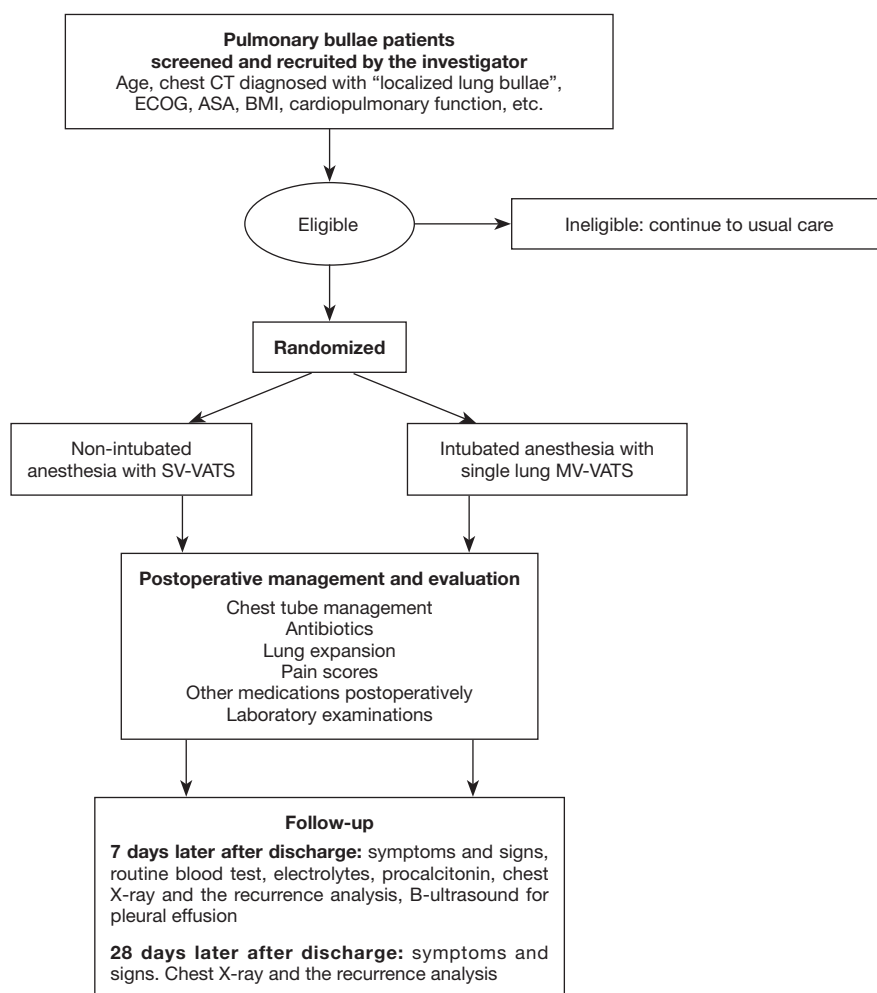 Pulmonary bullae patients
screened and recruited by the investigator
Age, chest CT diagnosed with “localized lung bullae”,
ECOG, ASA, BMI, cardiopulmonary function, etc.
Eligible
Ineligible: continue to usual care
Randomized
Non-intubated
anesthesia with SV-VATS
Intubated anesthesia with
single lung MV-VATS
Postoperative management and evaluation
Chest tube management
Antibiotics
Lung expansion
Pain scores
Other medications postoperatively
Laboratory examinations
Follow-up
7 days later after discharge: symptoms and signs,
routine blood test, electrolytes, procalcitonin, chest
X-ray and the recurrence analysis, B-ultrasound for
pleural effusion
28 days later after discharge: symptoms and
signs. Chest X-ray and the recurrence analysis